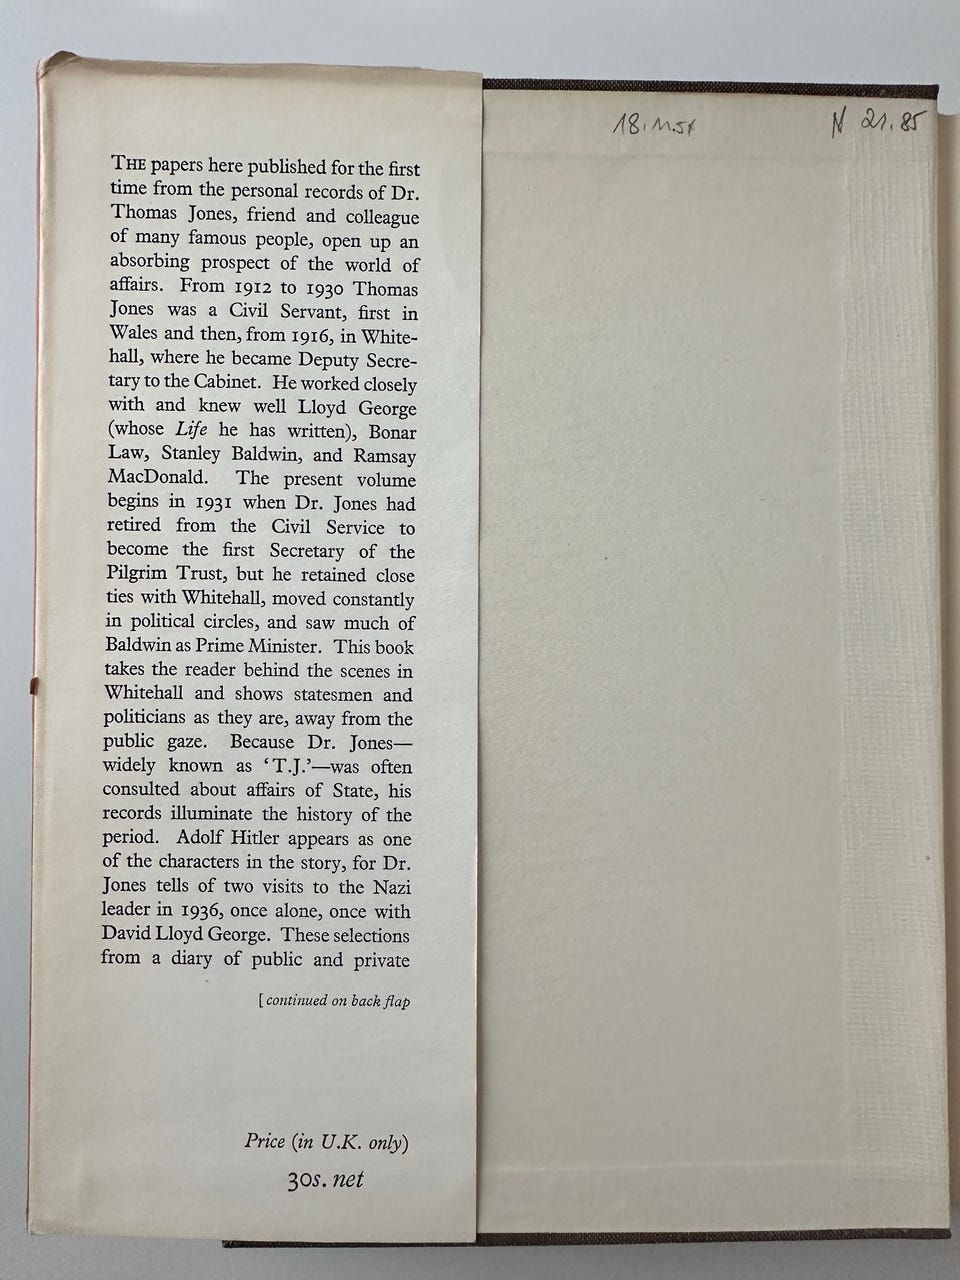 THE papers here published for the first
time from the personal records of Dr.
Thomas Jones, friend and colleague
of many famous people, open up an
absorbing prospect of the world of
affairs. From 1912 to 1930 Thomas
Jones was a Civil Servant, first in
Wales and then, from 1916, in White-
hall, where he became Deputy Secre-
tary to the Cabinet. He worked closely
with and knew well Lloyd George
(whose Life he has written), Bonar
Law, Stanley Baldwin, and Ramsay
MacDonald. The present volume
begins in 1931 when Dr. Jones had
retired from the Civil Service to
become the first Secretary of the
Pilgrim Trust, but he retained close
ties with Whitehall, moved constantly
in political circles, and saw much of
Baldwin as Prime Minister. This book
takes the reader behind the scenes in
Whitehall and shows statesmen and
politicians as they are, away from the
public gaze. Because Dr. Jones—
widely known as ‘T.J.’—was often
consulted about affairs of State, his
records illuminate the history of the
period. Adolf Hitler appears as one
of the characters in the story, for Dr.
Jones tells of two visits to the Nazi
leader in 1936, once alone, once with
David Lloyd George. These selections
from a diary of public and private
[continued on back flap
Price (in U.K. only)
30s. net
N 21.85